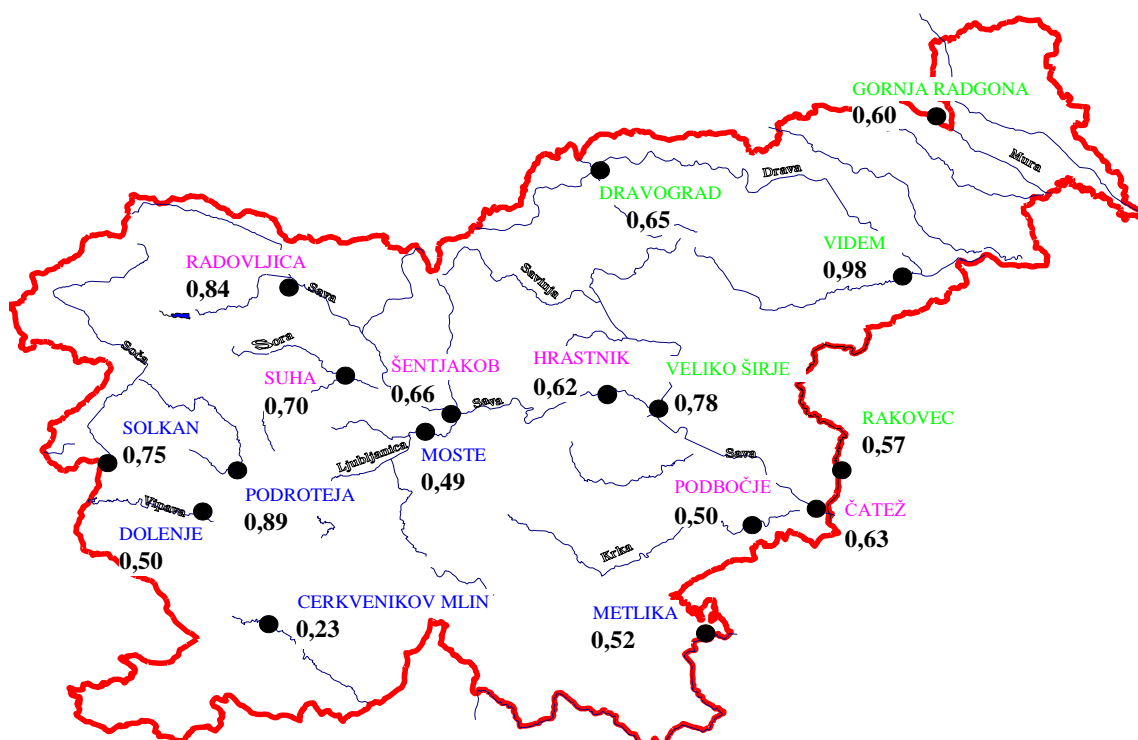 GORNJA RADGONA
0,60
Mura
Drava
DRAVOGRAD
0,65
VIDEM
0,98
RADOVLJICA
0,84
Sava
Savinja
Sora
Soča
SUHA
0,70
ŠENTJAKOB
0,66
Sava
HRASTNIK
0,62
VELIKO ŠIRJE
0,78
RAKOVEC
0,57
SOLKAN
0,75
Ljubljanica
MOSTE
0,49
Sava
PODROTEJA
0,89
Vipava
DOLENJE
0,50
PODBOČJE
0,50
ČATEŽ
0,63
Krka
CERKVENIKOV MLIN
0,23
METLIKA
0,52